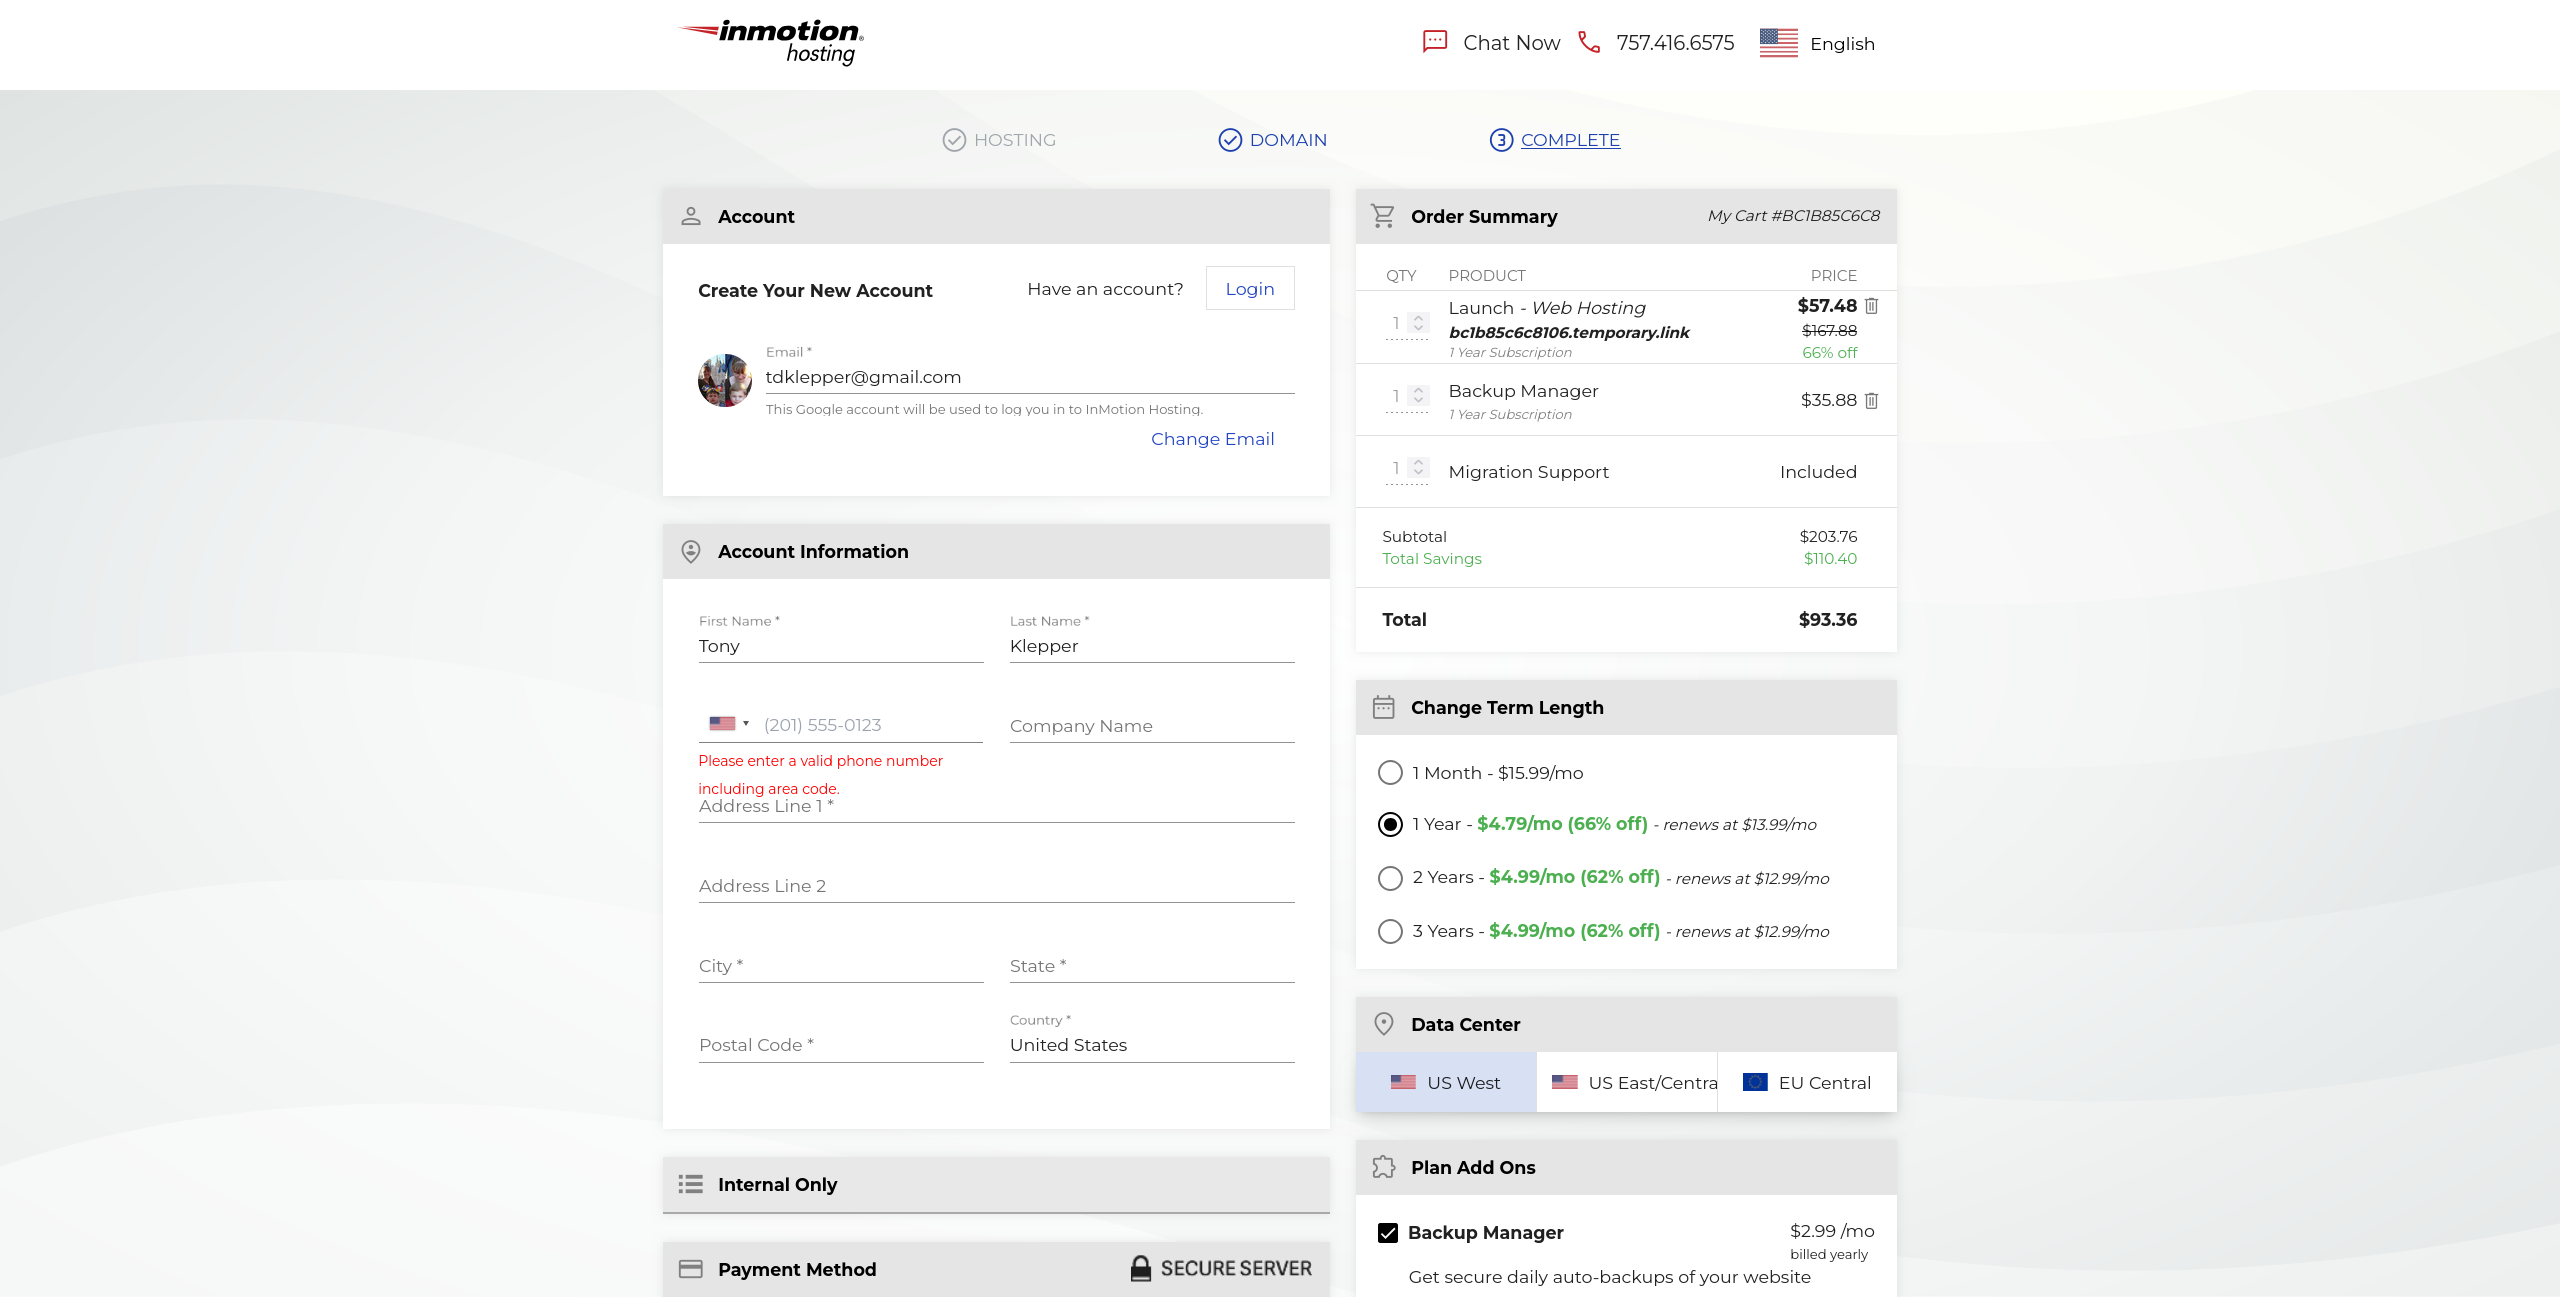 inmotion
hosting
Chat Now
757.416.6575
English
HOSTING
DOMAIN
3 COMPLETE
Account
Create Your New Account
Have an account?
Login
Email *
tdklepper@gmail.com
This Google account will be used to log you in to InMotion Hosting.
Change Email
Account Information
First Name *
Tony
Last Name *
Klepper
(201) 555-0123
Company Name
Please enter a valid phone number
including area code.
Address Line 1 *
Address Line 2
City *
State *
Postal Code *
Country *
United States
Internal Only
Payment Method
SECURE SERVER
Order Summary
My Cart #BC1B85C6C8
QTY PRODUCT PRICE
1 Launch - Web Hosting $57.48
bc1b85c6c8106.temporary.link $167.88
1 Year Subscription 66% off
1 Backup Manager $35.88
1 Year Subscription
1 Migration Support Included
Subtotal $203.76
Total Savings $110.40
Total $93.36
Change Term Length
1 Month - $15.99/mo
1 Year - $4.79/mo (66% off) - renews at $13.99/mo
2 Years - $4.99/mo (62% off) - renews at $12.99/mo
3 Years - $4.99/mo (62% off) - renews at $12.99/mo
Data Center
US West
US East/Centra
EU Central
Plan Add Ons
Backup Manager $2.99 /mo
billed yearly
Get secure daily auto-backups of your website